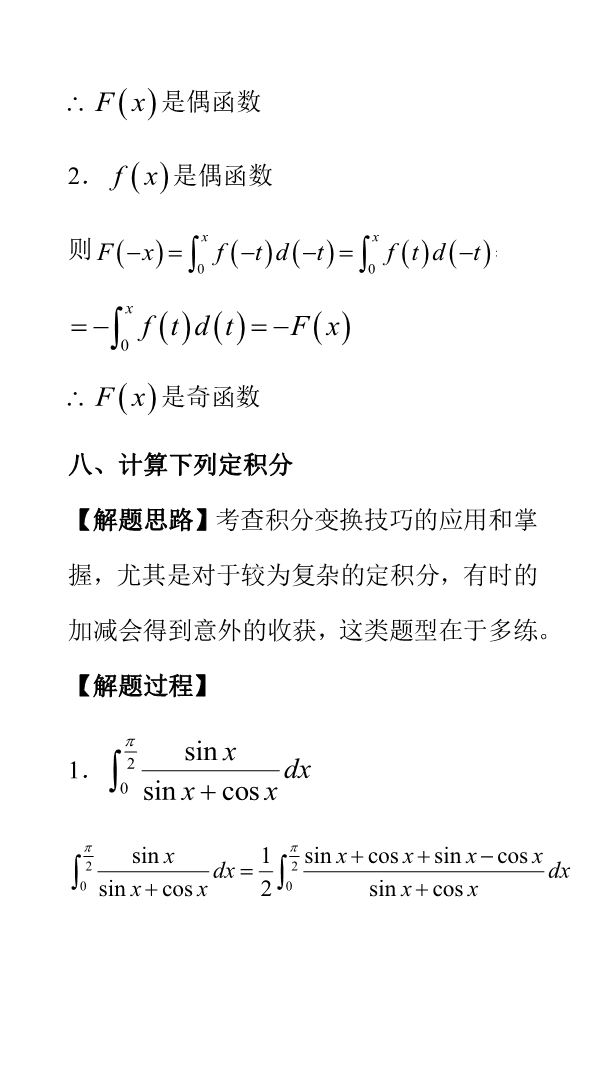 ∴ F(x)是偶函数
2． f(x)是偶函数
则F(−x)=∫₀ˣ f(−t)d(−t)=∫₀ˣ f(t)d(−t)
=−∫₀ˣ f(t)d(t)=−F(x)
∴ F(x)是奇函数
八、计算下列定积分
【解题思路】考查积分变换技巧的应用和掌
握，尤其是对于较为复杂的定积分，有时的
加减会得到意外的收获，这类题型在于多练。
【解题过程】
1． $\int_0^{\frac{\pi}{2}} \frac{\sin x}{\sin x+\cos x}dx$
$\int_0^{\frac{\pi}{2}} \frac{\sin x}{\sin x+\cos x}dx=\frac{1}{2}\int_0^{\frac{\pi}{2}} \frac{\sin x+\cos x+\sin x-\cos x}{\sin x+\cos x}dx$